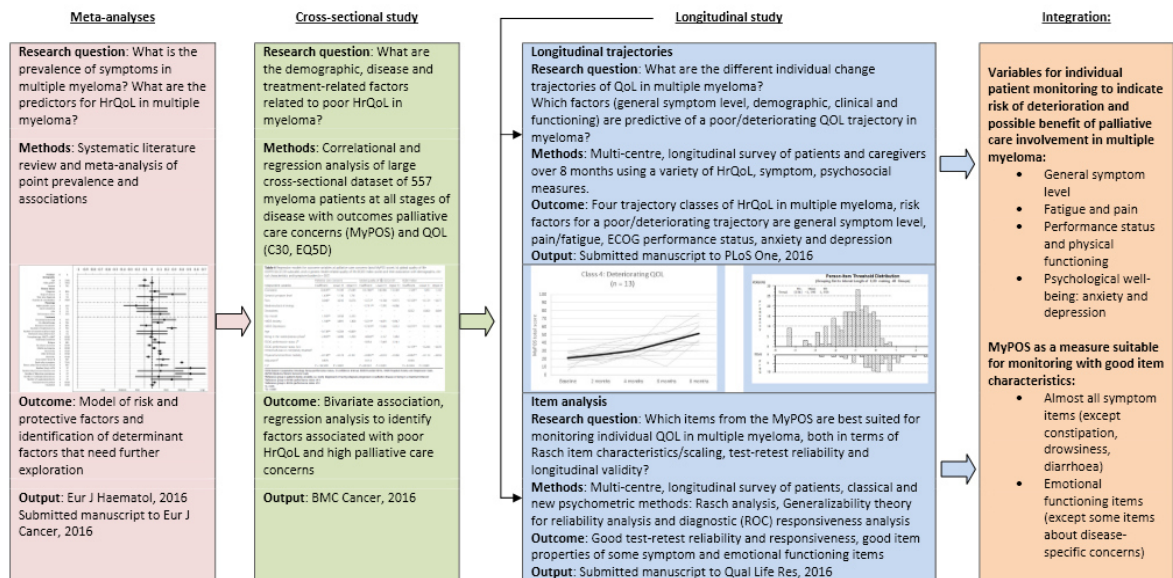 Meta-analyses
Research question: What is the
prevalence of symptoms in
multiple myeloma? What are the
predictors for HrQoL in multiple
myeloma?
Methods: Systematic literature
review and meta-analysis of
point prevalence and
associations
Outcome: Model of risk and
protective factors and
identification of determinant
factors that need further
exploration
Output: Eur J Haematol, 2016
Submitted manuscript to Eur J
Cancer, 2016
Cross-sectional study
Research question: What are
the demographic, disease and
treatment-related factors
related to poor HrQoL in
myeloma?
Methods: Correlational and
regression analysis of large
cross-sectional dataset of 557
myeloma patients at all stages of
disease with outcomes palliative
care concerns (MyPOS) and QOL
(C30, EQ5D)
Outcome: Bivariate association,
regression analysis to identify
factors associated with poor
HrQoL and high palliative care
concerns
Output: BMC Cancer, 2016
Longitudinal study
Longitudinal trajectories
Research question: What are the different individual change
trajectories of QoL in multiple myeloma?
Which factors (general symptom level, demographic, clinical and
functioning) are predictive of a poor/deteriorating QOL trajectory in
myeloma?
Methods: Multi-centre, longitudinal survey of patients and caregivers
over 8 months using a variety of HrQoL, symptom, psychosocial
measures.
Outcome: Four trajectory classes of HrQoL in multiple myeloma, risk
factors for a poor/deteriorating trajectory are general symptom level,
pain/fatigue, ECOG performance status, anxiety and depression
Output: Submitted manuscript to PLoS One, 2016
Class 4: Deteriorating QOL
(n = 13)
MyPOS total score
Baseline 2 months 4 months 6 months 8 months
Person-Item Threshold Distribution
Item analysis
Research question: Which items from the MyPOS are best suited for
monitoring individual QOL in multiple myeloma, both in terms of
Rasch item characteristics/scaling, test-retest reliability and
longitudinal validity?
Methods: Multi-centre, longitudinal survey of patients, classical and
new psychometric methods: Rasch analysis, Generalizability theory
for reliability analysis and diagnostic (ROC) responsiveness analysis
Outcome: Good test-retest reliability and responsiveness, good item
properties of some symptom and emotional functioning items
Output: Submitted manuscript to Qual Life Res, 2016
Integration:
Variables for individual
patient monitoring to indicate
risk of deterioration and
possible benefit of palliative
care involvement in multiple
myeloma:
• General symptom
level
• Fatigue and pain
• Performance status
and physical
functioning
• Psychological well-
being: anxiety and
depression
MyPOS as a measure suitable
for monitoring with good item
characteristics:
• Almost all symptom
items (except
constipation,
drowsiness,
diarrhoea)
• Emotional
functioning items
(except some items
about disease-
specific concerns)